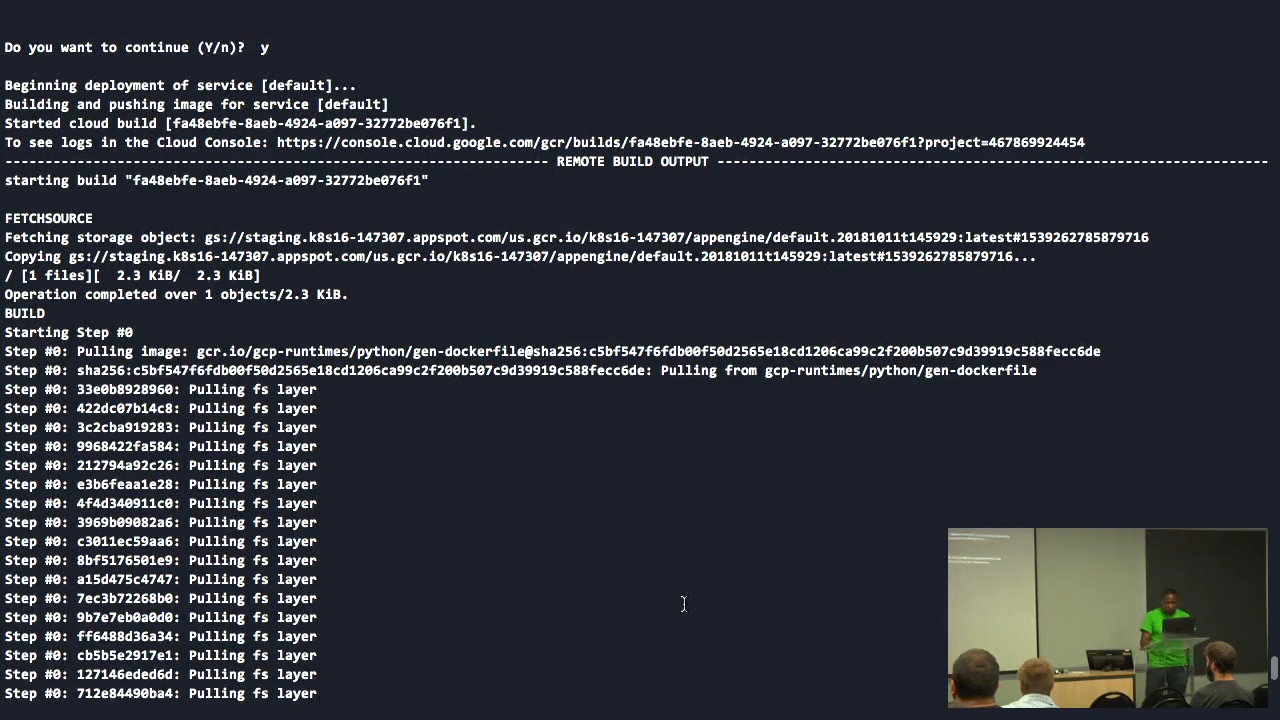 Do you want to continue (Y/n)?  y
Beginning deployment of service [default]...
Building and pushing image for service [default]
Started cloud build [fa48ebfe-8aeb-4924-a097-32772be076f1].
To see logs in the Cloud Console: https://console.cloud.google.com/gcr/builds/fa48ebfe-8aeb-4924-a097-32772be076f1?project=467869924454
-------------------------------------------------------------------- REMOTE BUILD OUTPUT ---------------------------------------------------------------------
starting build "fa48ebfe-8aeb-4924-a097-32772be076f1"
FETCHSOURCE
Fetching storage object: gs://staging.k8s16-147307.appspot.com/us.gcr.io/k8s16-147307/appengine/default.20181011t145929:latest#1539262785879716
Copying gs://staging.k8s16-147307.appspot.com/us.gcr.io/k8s16-147307/appengine/default.20181011t145929:latest#1539262785879716...
/ [1 files][  2.3 KiB/  2.3 KiB]
Operation completed over 1 objects/2.3 KiB.
BUILD
Starting Step #0
Step #0: Pulling image: gcr.io/gcp-runtimes/python/gen-dockerfile@sha256:c5bf547f6fdb00f50d2565e18cd1206ca99c2f200b507c9d39919c588fecc6de
Step #0: sha256:c5bf547f6fdb00f50d2565e18cd1206ca99c2f200b507c9d39919c588fecc6de: Pulling from gcp-runtimes/python/gen-dockerfile
Step #0: 33e0b8928960: Pulling fs layer
Step #0: 422dc07b14c8: Pulling fs layer
Step #0: 3c2cba919283: Pulling fs layer
Step #0: 9968422fa584: Pulling fs layer
Step #0: 212794a92c26: Pulling fs layer
Step #0: e3b6feaa1e28: Pulling fs layer
Step #0: 4f4d340911c0: Pulling fs layer
Step #0: 3969b09082a6: Pulling fs layer
Step #0: c3011ec59aa6: Pulling fs layer
Step #0: 8bf5176501e9: Pulling fs layer
Step #0: a15d475c4747: Pulling fs layer
Step #0: 7ec3b72268b0: Pulling fs layer
Step #0: 9b7e7eb0a0d0: Pulling fs layer
Step #0: ff6488d36a34: Pulling fs layer
Step #0: cb5b5e2917e1: Pulling fs layer
Step #0: 127146eded6d: Pulling fs layer
Step #0: 712e84490ba4: Pulling fs layer